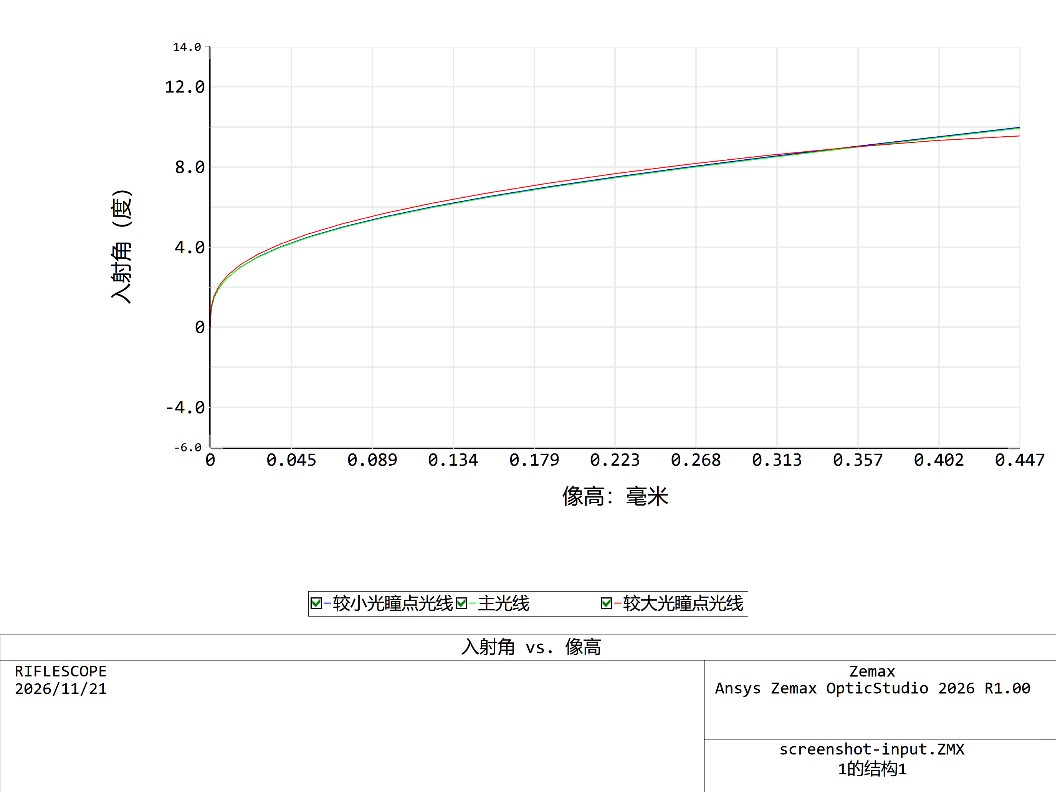 14.0
12.0
8.0
4.0
0
-4.0
-6.0
入射角 (度)
0 0.045 0.089 0.134 0.179 0.223 0.268 0.313 0.357 0.402 0.447
像高: 毫米
较小光瞳点光线 主光线 较大光瞳点光线
入射角 vs. 像高
RIFLESCOPE
2026/11/21
Zemax
Ansys Zemax OpticStudio 2026 R1.00
screenshot-input.ZMX
1的结构1